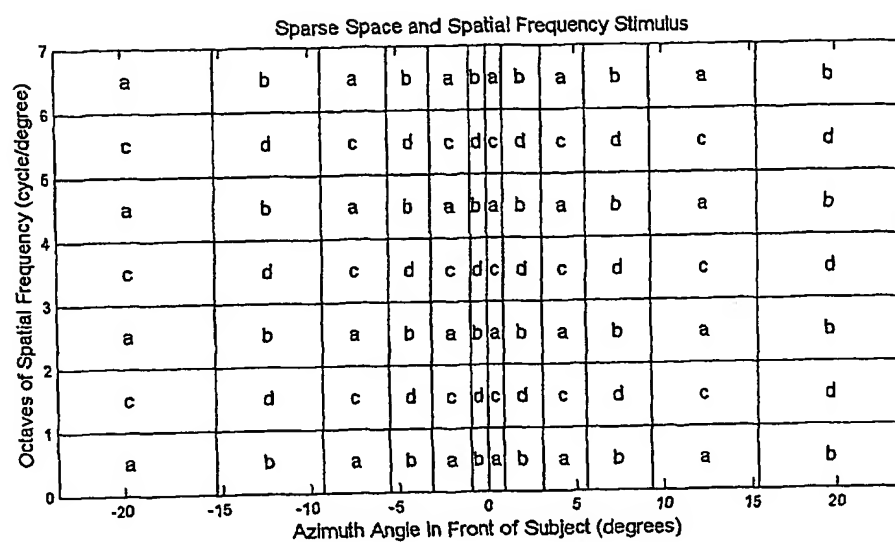 Sparse Space and Spatial Frequency Stimulus
Octaves of Spatial Frequency (cycle/degree)
7
a b a b a b a b a b a b
6
c d c d c d c d c d c d
5
a b a b a b a b a b a b
4
c d c d c d c d c d c d
3
a b a b a b a b a b a b
2
c d c d c d c d c d c d
1
a b a b a b a b a b a b
0
-20 -15 -10 -5 0 5 10 15 20
Azimuth Angle in Front of Subject (degrees)